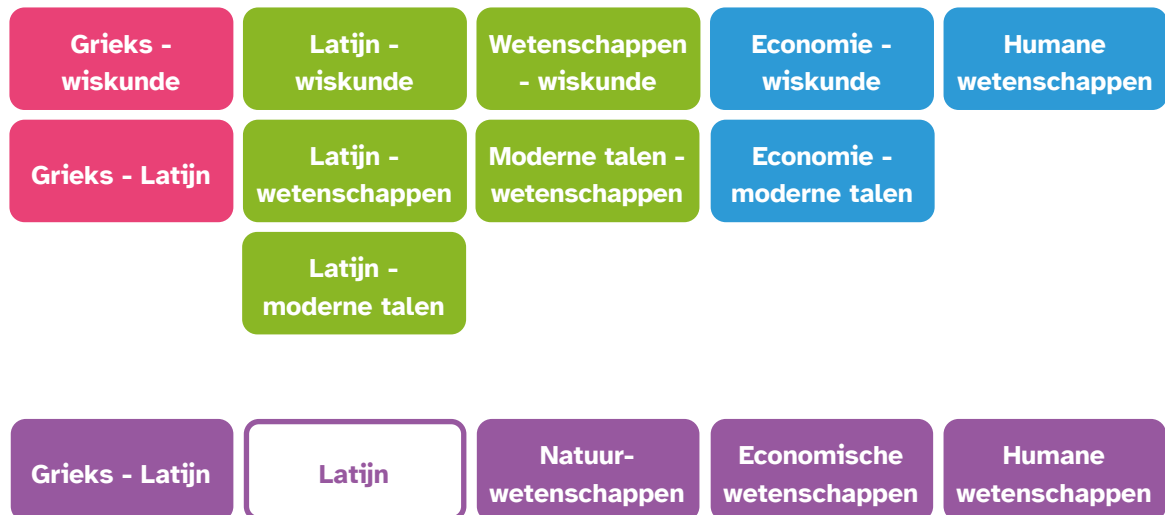 Grieks -
wiskunde
Latijn -
wiskunde
Wetenschappen
- wiskunde
Economie -
wiskunde
Humane
wetenschappen
Grieks - Latijn
Latijn -
wetenschappen
Moderne talen -
wetenschappen
Economie -
moderne talen
Latijn -
moderne talen
Grieks - Latijn
Latijn
Natuur-
wetenschappen
Economische
wetenschappen
Humane
wetenschappen